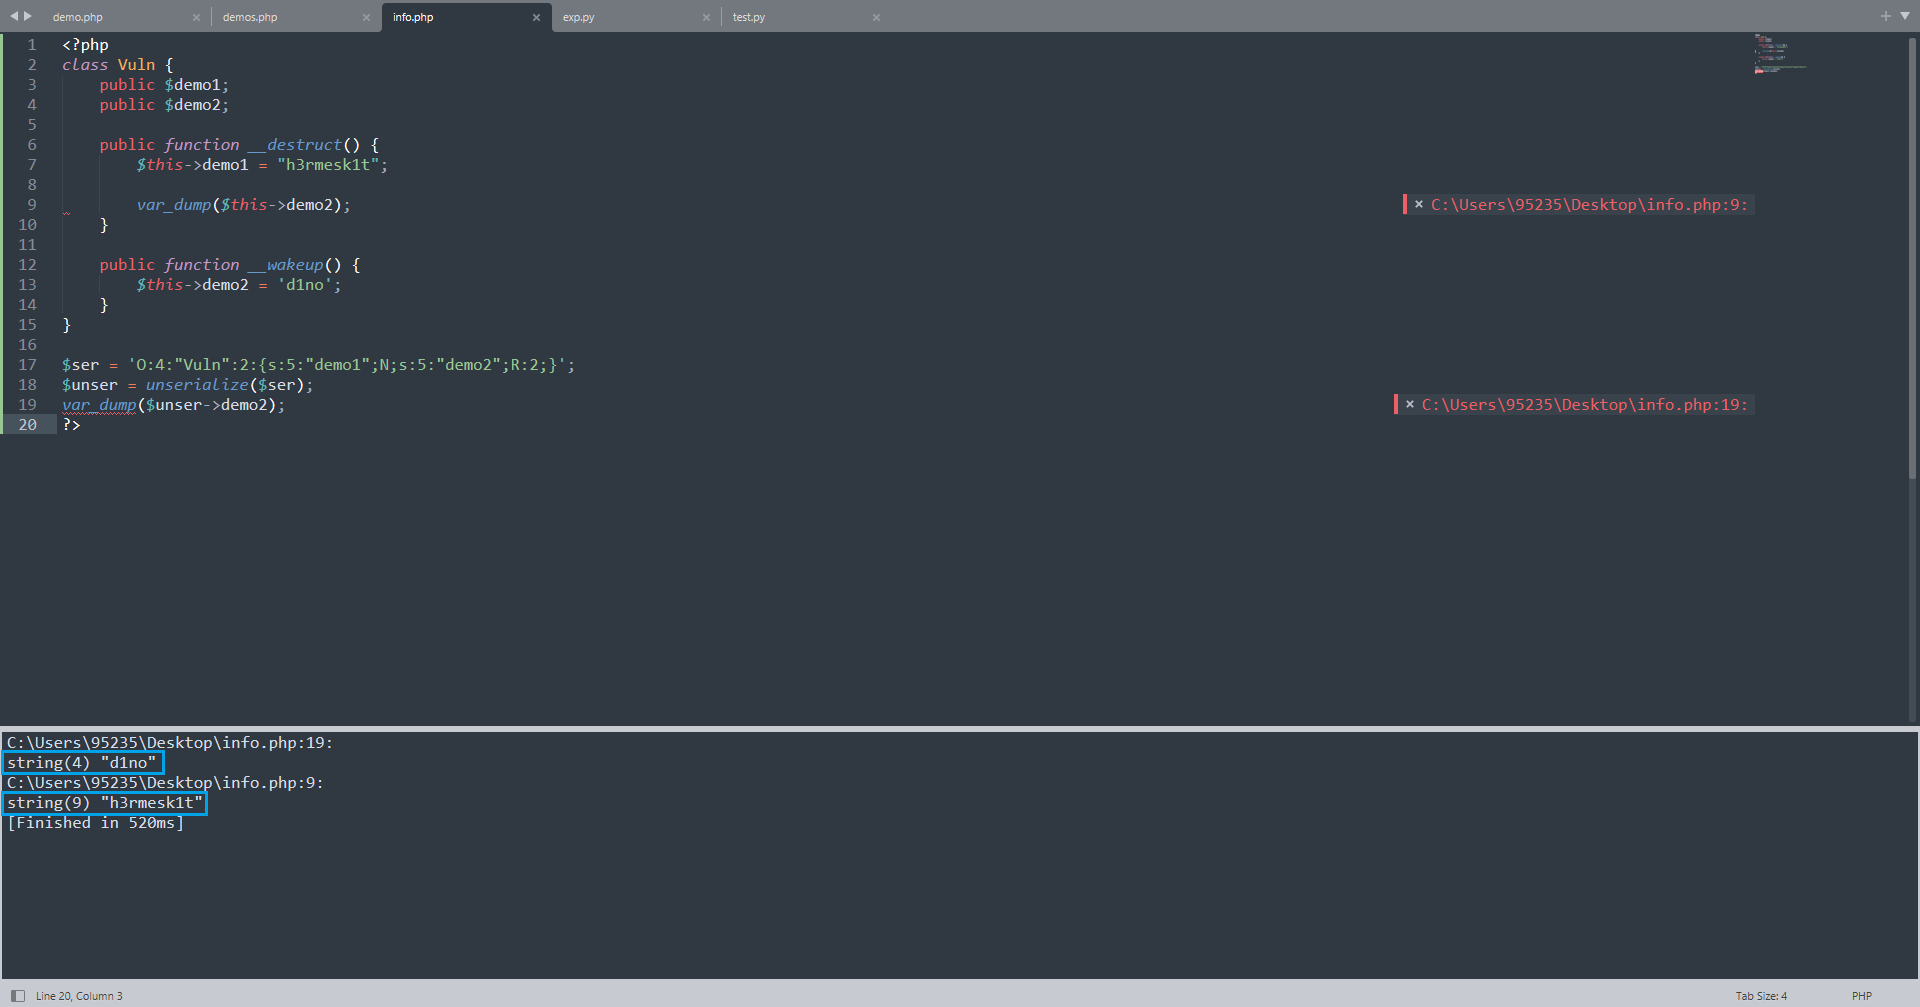 demo.php
demos.php
info.php
exp.py
test.py
1 <?php
2 class Vuln {
3     public $demo1;
4     public $demo2;
5
6     public function __destruct() {
7         $this->demo1 = "h3rmesk1t";
8
9         var_dump($this->demo2);
C:\Users\95235\Desktop\info.php:9:
10     }
11
12     public function __wakeup() {
13         $this->demo2 = 'd1no';
14     }
15 }
16
17 $ser = 'O:4:"Vuln":2:{s:5:"demo1";N;s:5:"demo2";R:2;}';
18 $unser = unserialize($ser);
19 var_dump($unser->demo2);
C:\Users\95235\Desktop\info.php:19:
20 ?>
C:\Users\95235\Desktop\info.php:19:
string(4) "d1no"
C:\Users\95235\Desktop\info.php:9:
string(9) "h3rmesk1t"
[Finished in 520ms]
Line 20, Column 3
Tab Size: 4
PHP